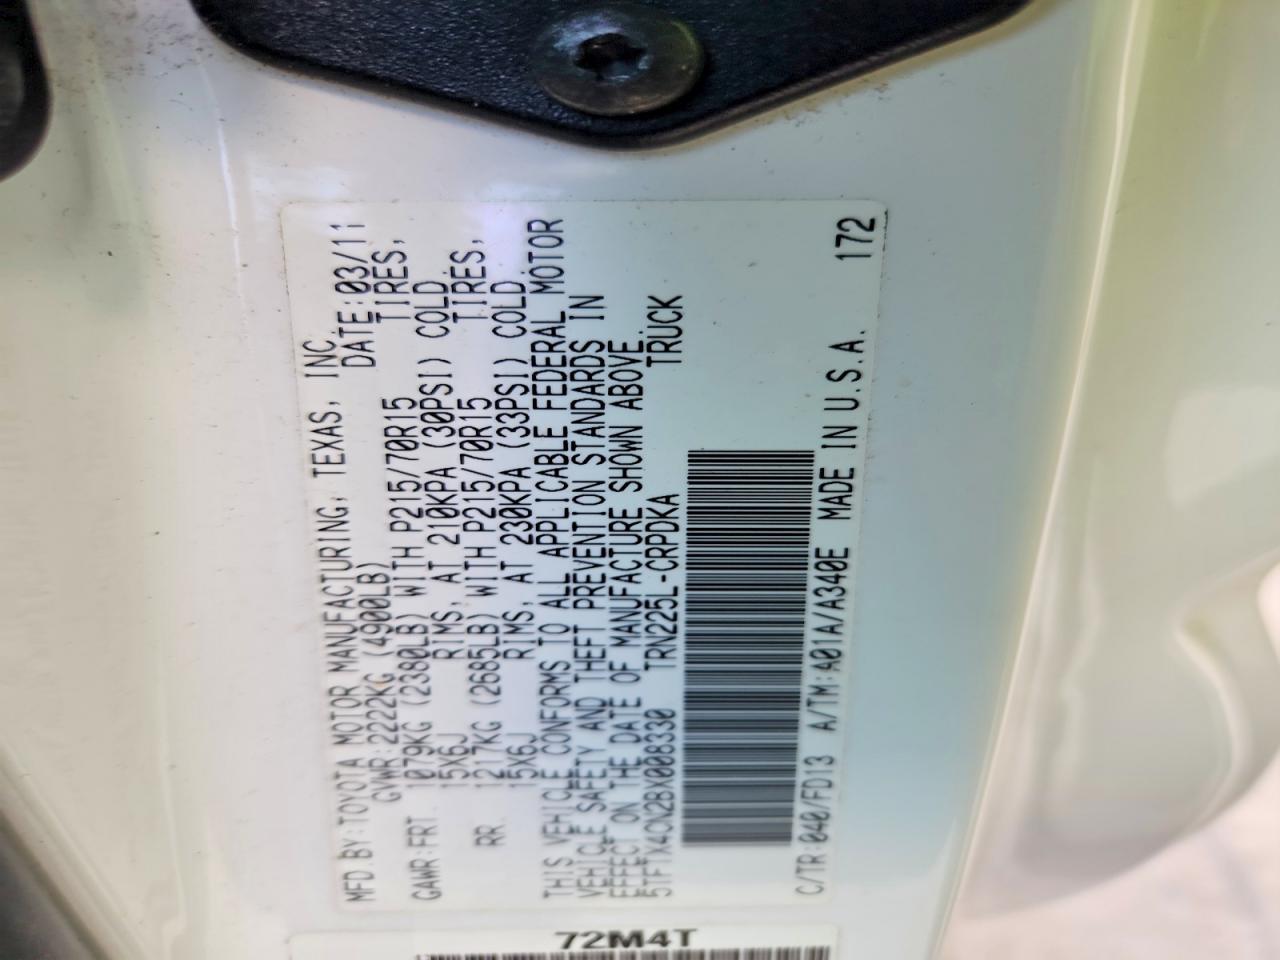 MFD BY:TOYOTA MOTOR MANUFACTURING, TEXAS, INC.
GVWR:2222KG (4900LB) DATE:03/11
GAWR:FRT. 1079KG (2380LB) WITH P215/70R15 TIRES,
15X6J RIMS, AT 210KPA (30PSI) COLD.
RR. 1217KG (2685LB) WITH P215/70R15 TIRES,
15X6J RIMS, AT 230KPA (33PSI) COLD.
THIS VEHICLE CONFORMS TO ALL APPLICABLE FEDERAL MOTOR
VEHICLE SAFETY AND THEFT PREVENTION STANDARDS IN
EFFECT ON THE DATE OF MANUFACTURE SHOWN ABOVE.
5TFTX4CN2BX008330 TRN225L-CRPDKA TRUCK
C/TR:040/FD13 A/TM:A01A/A340E MADE IN U.S.A. 172
72M4T